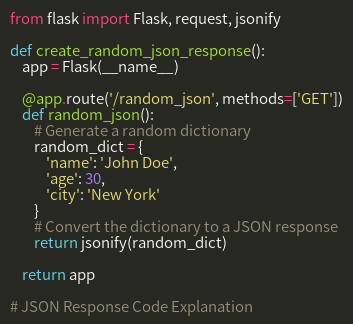 from flask import Flask, request, jsonify

def create_random_json_response():
    app = Flask(__name__)

    @app.route('/random_json', methods=['GET'])
    def random_json():
        # Generate a random dictionary
        random_dict = {
            'name': 'John Doe',
            'age': 30,
            'city': 'New York'
        }
        # Convert the dictionary to a JSON response
        return jsonify(random_dict)

    return app

# JSON Response Code Explanation